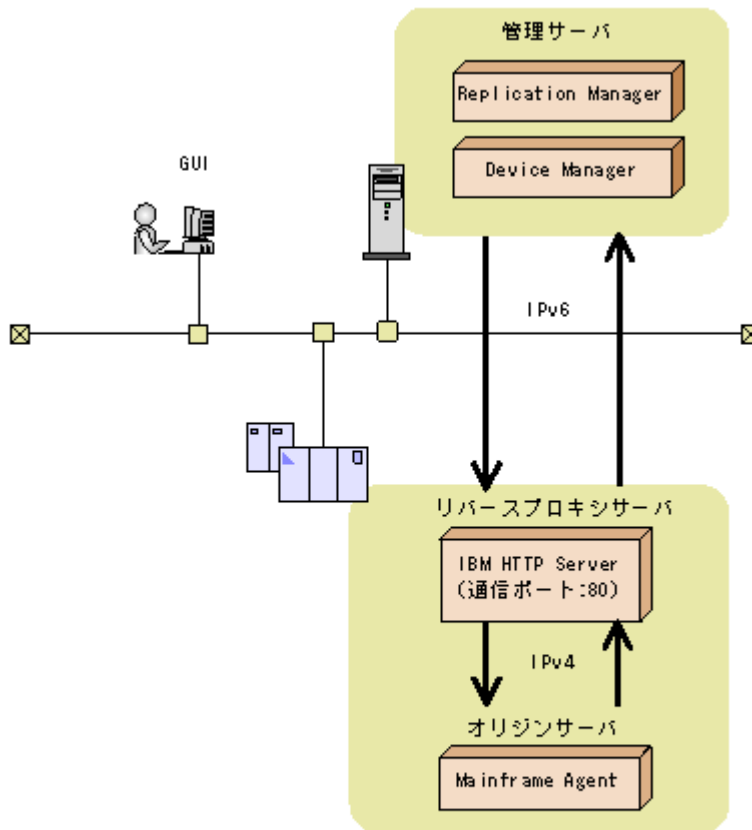 管理サーバ
Replication Manager
Device Manager
GUI
IPv6
リバースプロキシサーバ
IBM HTTP Server
(通信ポート:80)
IPv4
オリジンサーバ
Mainframe Agent